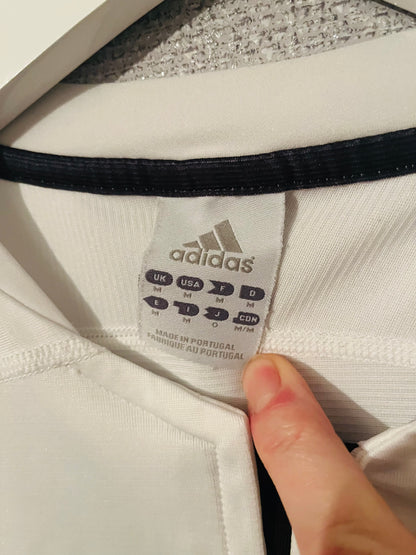 adidas
UK USA F D
M M M M
E I J CDN
M M O M/M
MADE IN PORTUGAL
FABRIQUE AU PORTUGAL